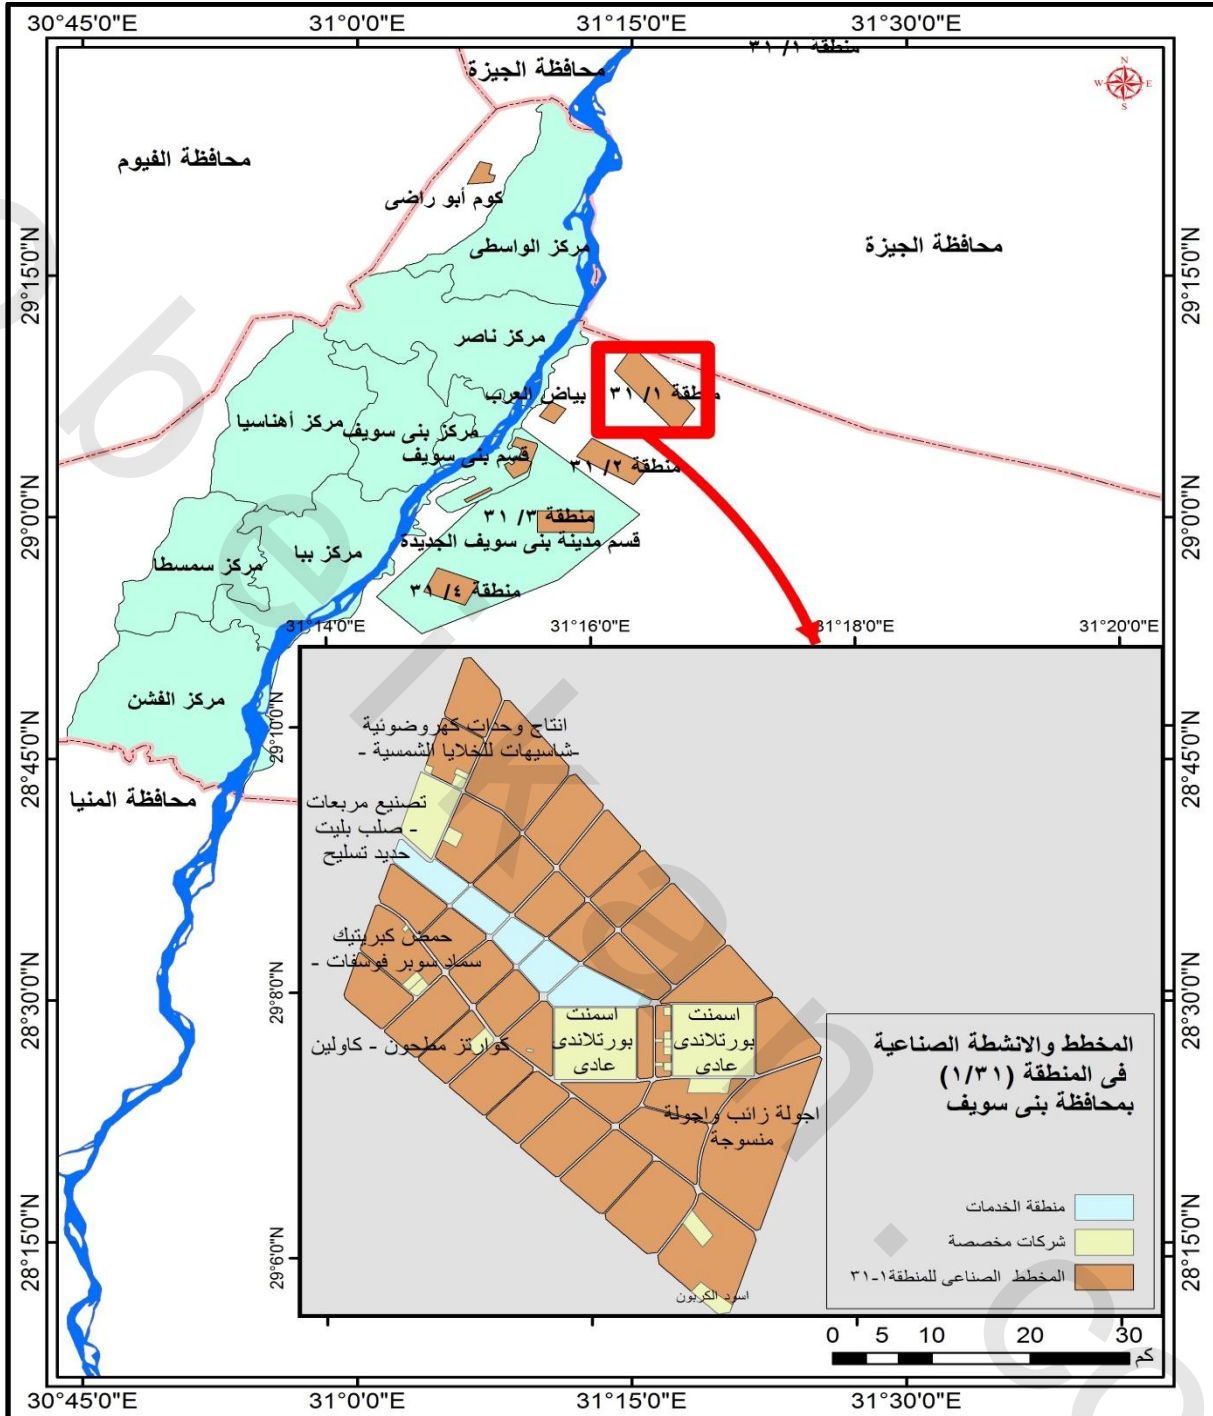 30°45'0"E
31°0'0"E
31°15'0"E
31°30'0"E
منطقة ١/ ٣١
محافظة الجيزة
N
W
E
S
محافظة الفيوم
كوم أبو راضى
مركز الواسطى
محافظة الجيزة
29°15'0"N
29°15'0"N
مركز ناصر
بياض العرب
منطقة ١/ ٣١
مركز أهناسيا
مركز بنى سويف
قسم بنى سويف
منطقة ٢/ ٣١
29°0'0"N
29°0'0"N
منطقة ٣/ ٣١
قسم مدينة بنى سويف الجديدة
مركز ببا
مركز سمسطا
منطقة ٤/ ٣١
31°14'0"E
31°16'0"E
31°18'0"E
31°20'0"E
مركز الفشن
28°45'0"N
28°45'0"N
محافظة المنيا
29°10'0"N
انتاج وحدات كهروضوئية
-شاسيهات للخلايا الشمسية -
تصنيع مربعات
- صلب بليت
حديد تسليح
حمض كبريتيك
سماد سوبر فوسفات -
29°8'0"N
28°30'0"N
28°30'0"N
اسمنت
بورتلاندى
عادى
اسمنت
بورتلاندى
عادى
كوارتز مطحون - كاولين
اجولة زائب واجولة
منسوجة
29°6'0"N
اسود الكربون
المخطط والانشطة الصناعية
فى المنطقة (١/٣١)
بمحافظة بنى سويف
منطقة الخدمات
شركات مخصصة
المخطط الصناعى للمنطقة١-٣١
28°15'0"N
28°15'0"N
0 5 10 20 30
كم
30°45'0"E
31°0'0"E
31°15'0"E
31°30'0"E